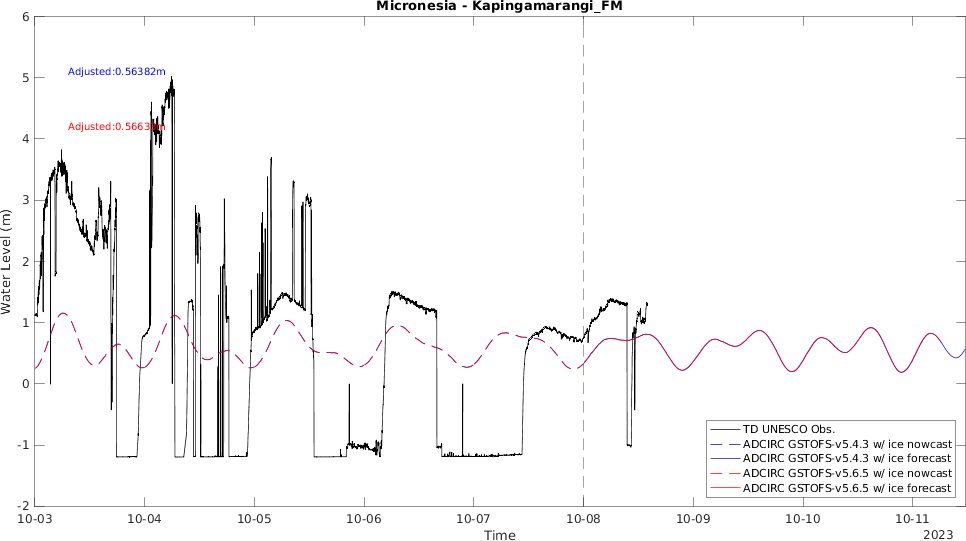 Micronesia - Kapingamarangi_FM
6
5
4
3
2
1
0
-1
-2
Water Level (m)
Adjusted:0.56382m
TD UNESCO Obs.
ADCIRC GSTOFS-v5.4.3 w/ ice nowcast
ADCIRC GSTOFS-v5.4.3 w/ ice forecast
ADCIRC GSTOFS-v5.6.5 w/ ice nowcast
ADCIRC GSTOFS-v5.6.5 w/ ice forecast
10-03 10-04 10-05 10-06 10-07 10-08 10-09 10-10 10-11
Time
2023